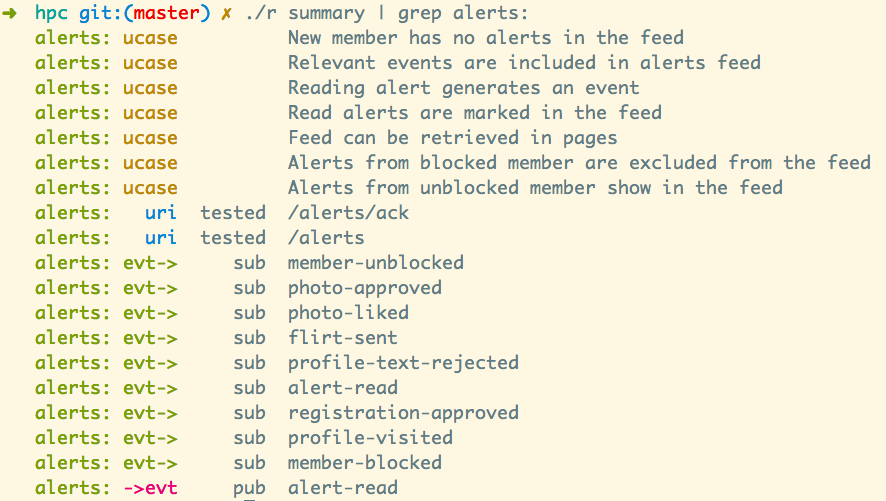 ➜ hpc git:(master) ✗ ./r summary | grep alerts:
alerts: ucase New member has no alerts in the feed
alerts: ucase Relevant events are included in alerts feed
alerts: ucase Reading alert generates an event
alerts: ucase Read alerts are marked in the feed
alerts: ucase Feed can be retrieved in pages
alerts: ucase Alerts from blocked member are excluded from the feed
alerts: ucase Alerts from unblocked member show in the feed
alerts: uri tested /alerts/ack
alerts: uri tested /alerts
alerts: evt-> sub member-unblocked
alerts: evt-> sub photo-approved
alerts: evt-> sub photo-liked
alerts: evt-> sub flirt-sent
alerts: evt-> sub profile-text-rejected
alerts: evt-> sub alert-read
alerts: evt-> sub registration-approved
alerts: evt-> sub profile-visited
alerts: evt-> sub member-blocked
alerts: ->evt pub alert-read